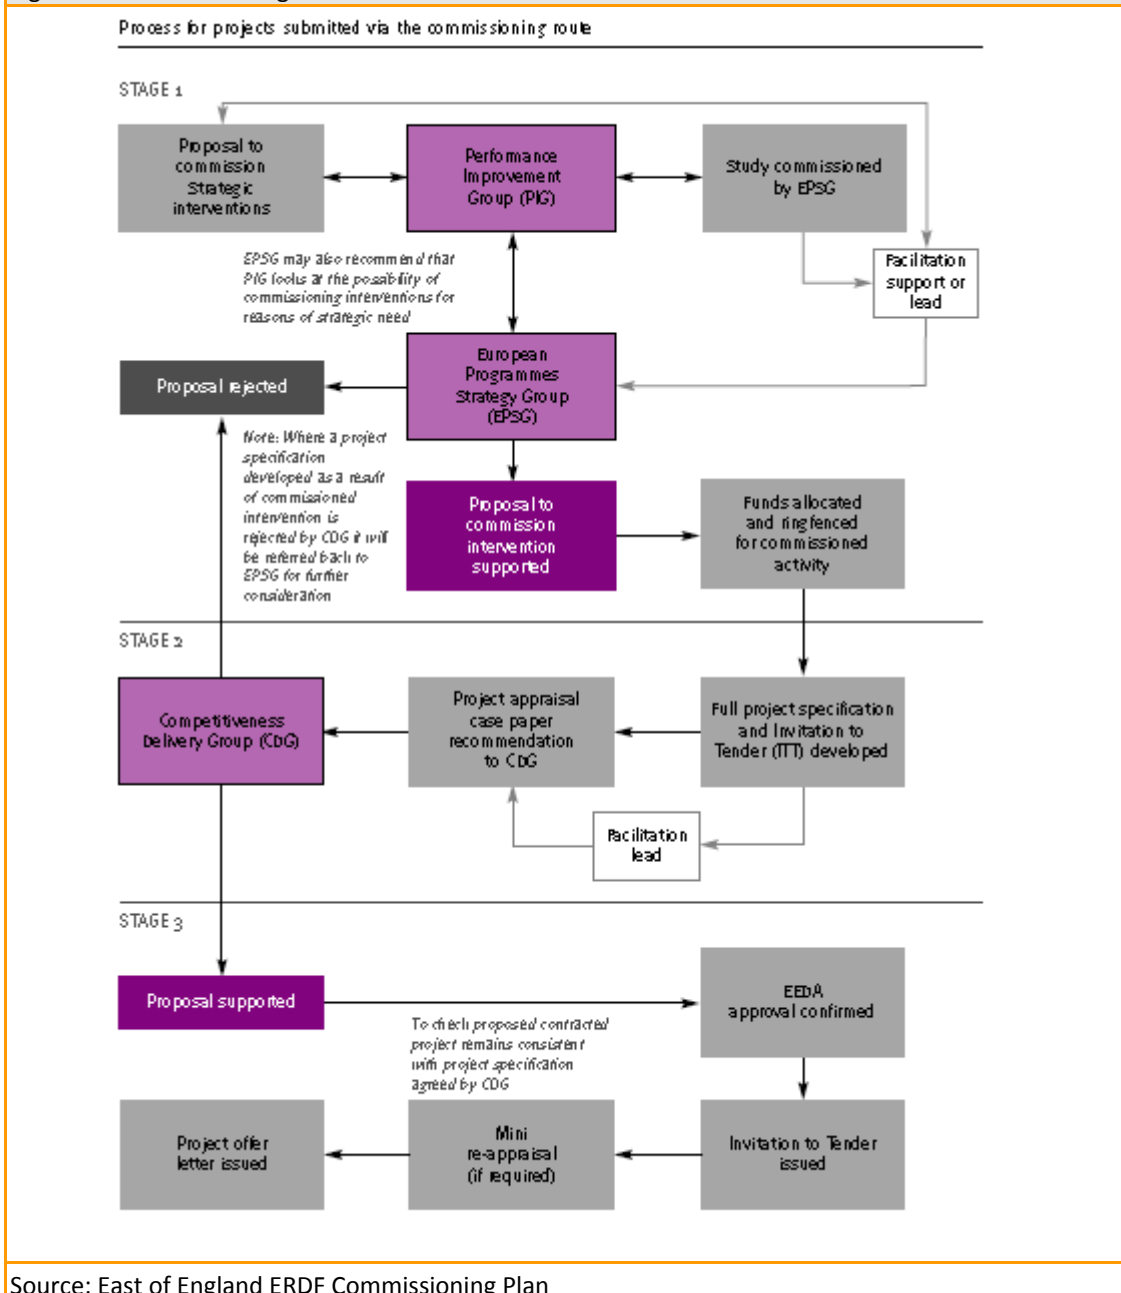 Process for projects submitted via the commissioning route
STAGE 1
Proposal to
commission
Strategic
interventions
Performance
Improvement
Group (PIG)
Study commissioned
by EPSG
EPSG may also recommend that
PIG looks at the possibility of
commissioning interventions for
reasons of strategic need
Facilitation
support or
lead
Proposal rejected
European
Programmes
Strategy Group
(EPSG)
Note: Where a project
specification
developed as a result
of commissioned
intervention is
rejected by CDG it will
be referred back to
EPSG for further
consideration
Proposal to
commission
intervention
supported
Funds allocated
and ringfenced
for commissioned
activity
STAGE 2
Competitiveness
Delivery Group (CDG)
Project appraisal
case paper
recommendation
to CDG
Full project specification
and Invitation to
Tender (ITT) developed
Facilitation
lead
STAGE 3
Proposal supported
EEDA
approval confirmed
To check proposed contracted
project remains consistent
with project specification
agreed by CDG
Project offer
letter issued
Mini
re-appraisal
(if required)
Invitation to Tender
issued
Source: East of England ERDF Commissioning Plan